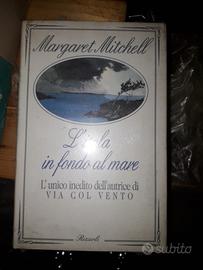 Margaret Mitchell
L'isola
in fondo al mare
L'unico inedito dell'autrice di
VIA COL VENTO
Rizzoli
subito